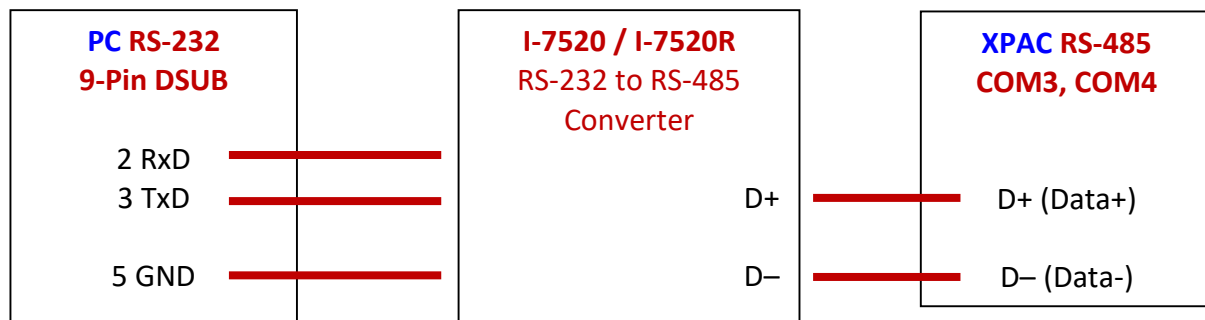 PC RS-232
9-Pin DSUB
2 RxD
3 TxD
5 GND
I-7520 / I-7520R
RS-232 to RS-485
Converter
D+
D–
XPAC RS-485
COM3, COM4
D+ (Data+)
D– (Data-)